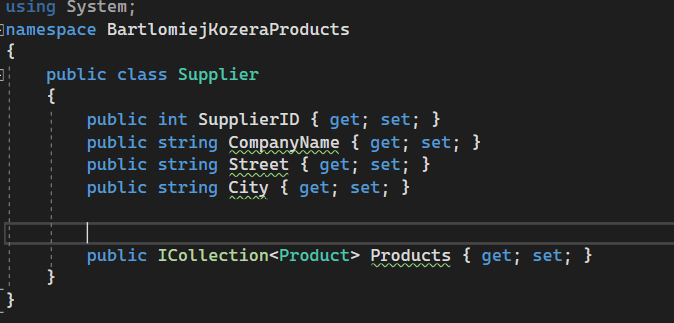 using System;
namespace BartlomiejKozeraProducts
{
public class Supplier
{
public int SupplierID { get; set; }
public string CompanyName { get; set; }
public string Street { get; set; }
public string City { get; set; }
public ICollection<Product> Products { get; set; }
}
}